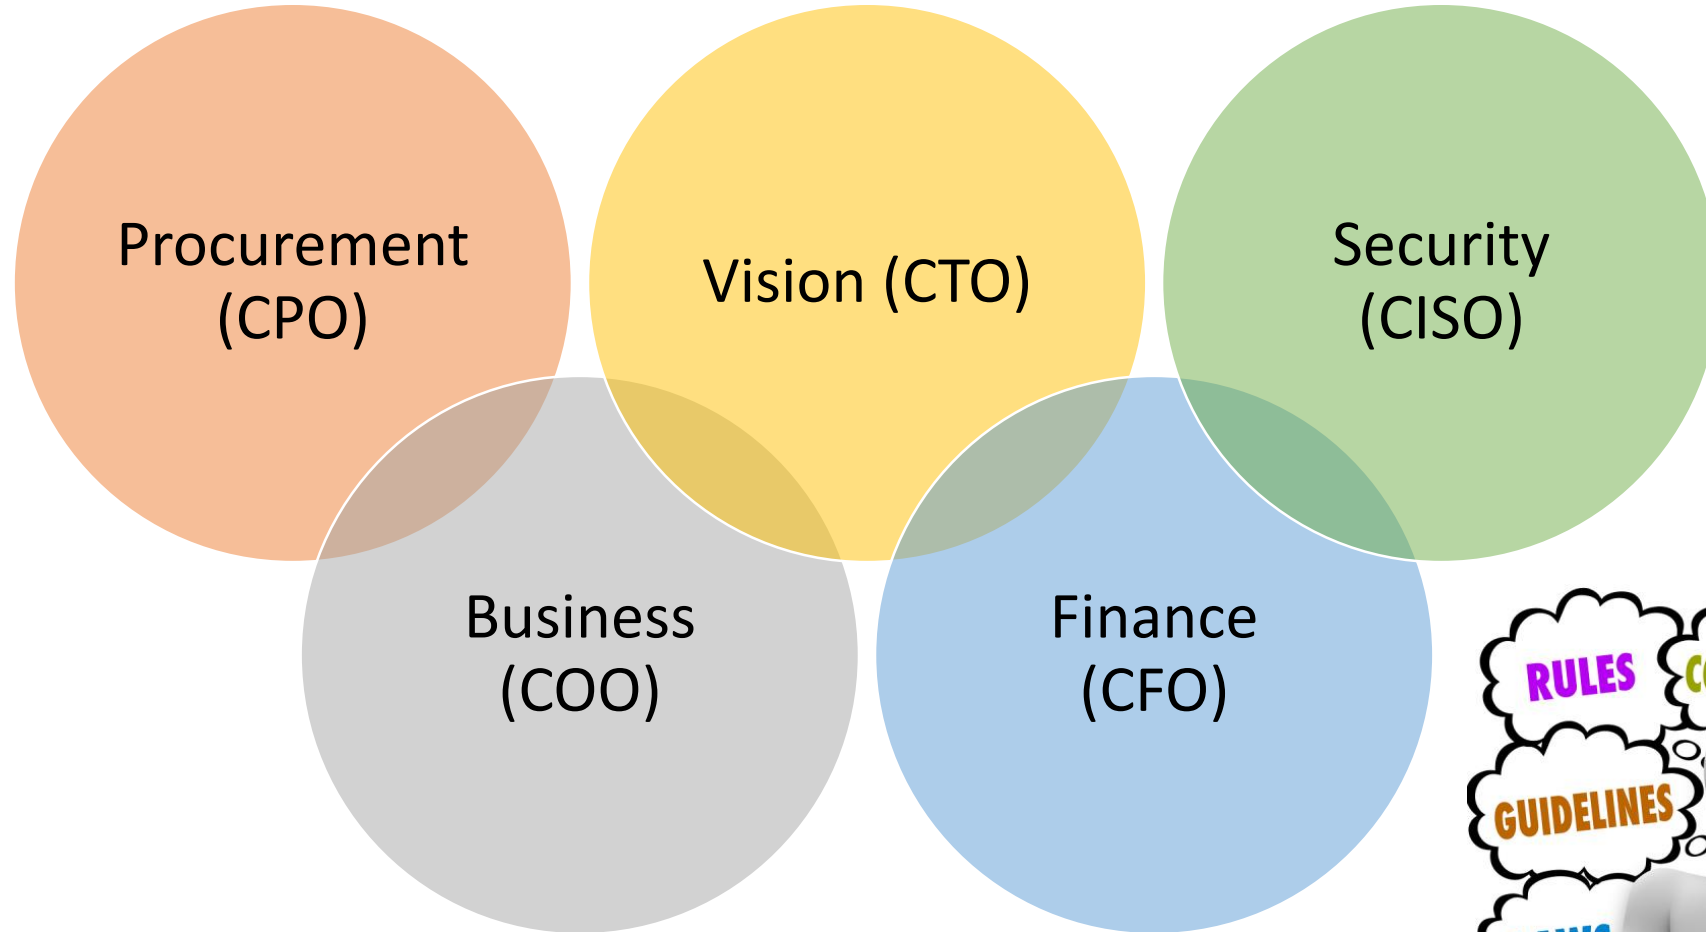 Procurement
(CPO)
Vision (CTO)
Security
(CISO)
Business
(COO)
Finance
(CFO)
RULES
GUIDELINES